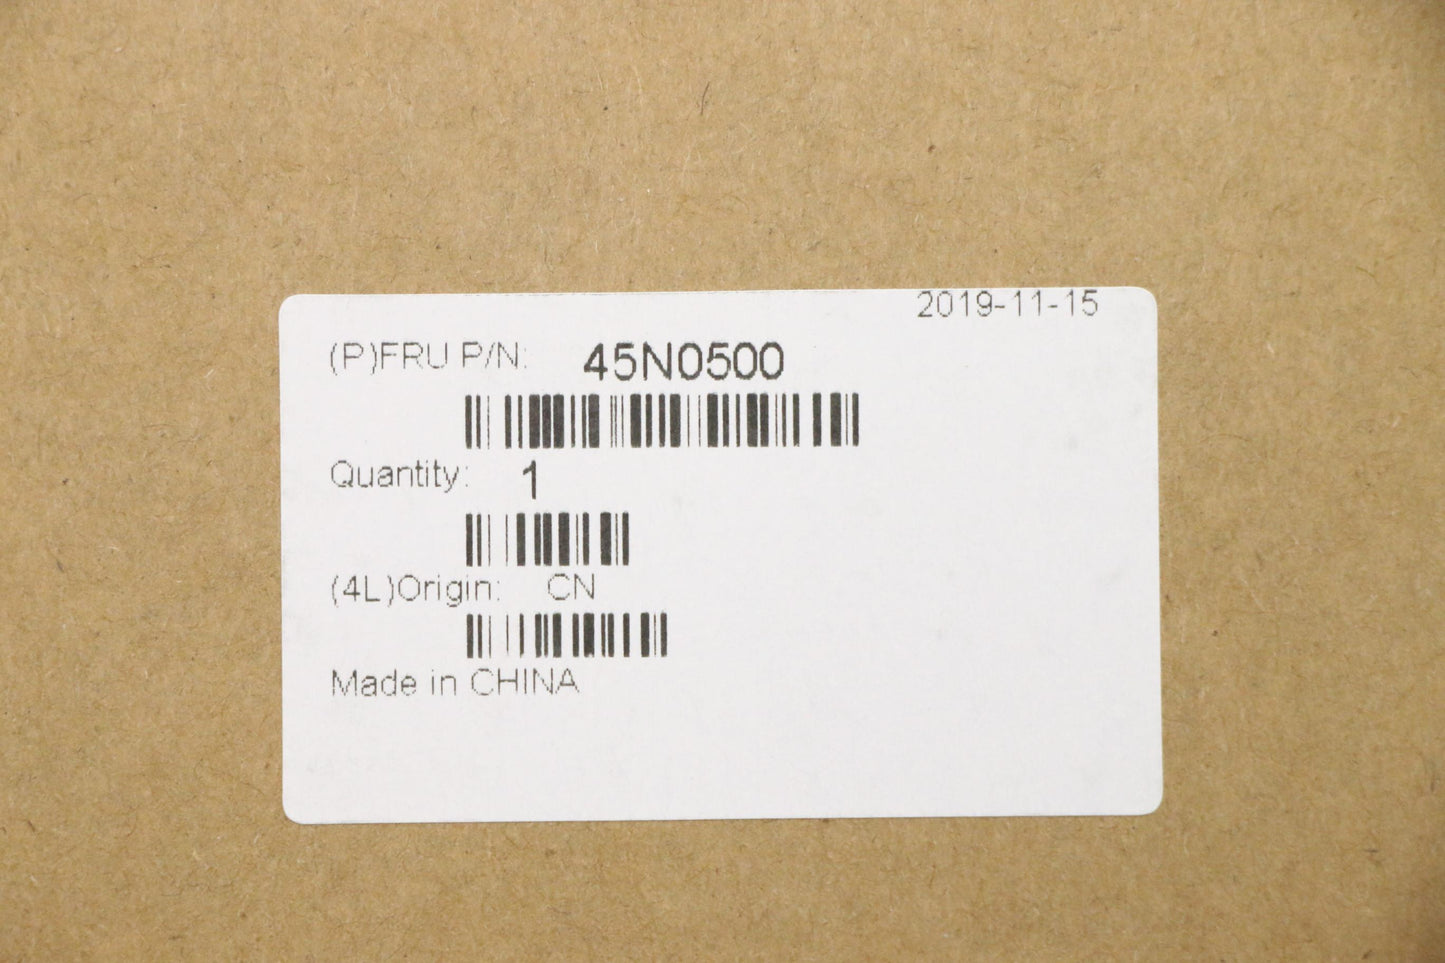 2019-11-15
(P)FRU P/N: 45N0500
Quantity: 1
(4L)Origin: CN
Made in CHINA